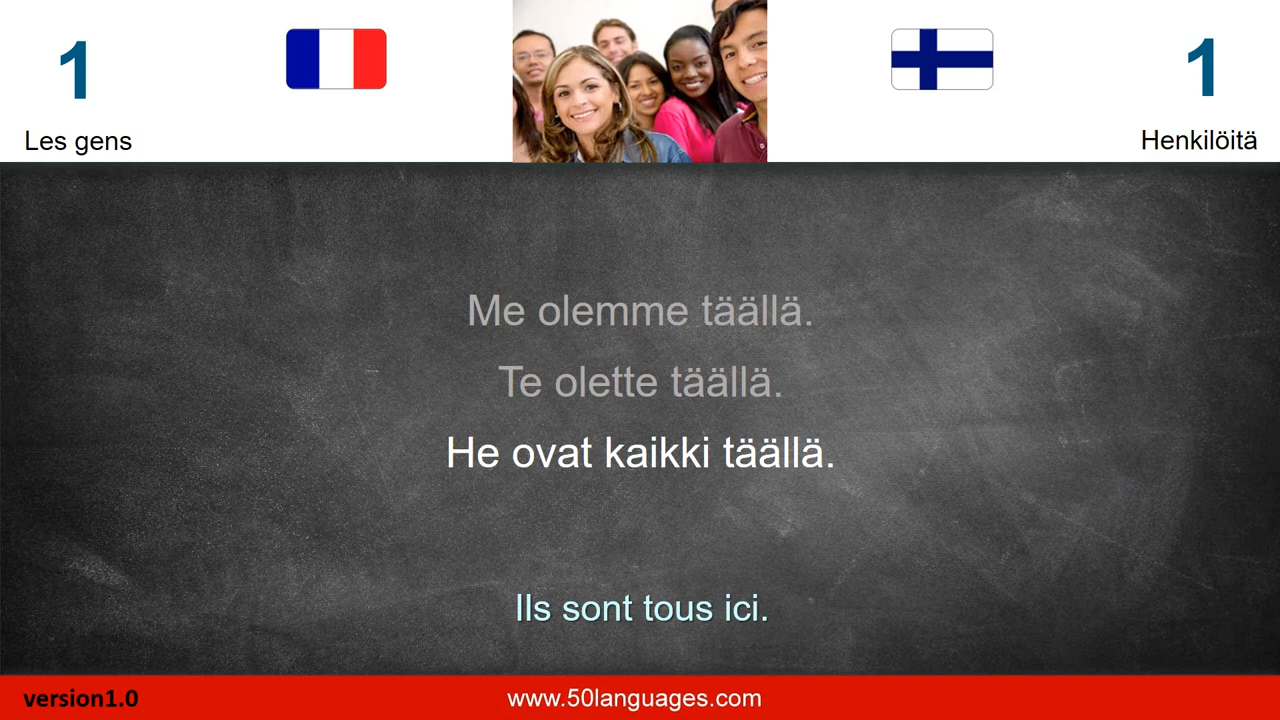 1
1
Les gens
Henkilöitä
Me olemme täällä.
Te olette täällä.
He ovat kaikki täällä.
Ils sont tous ici.
version1.0
www.50languages.com